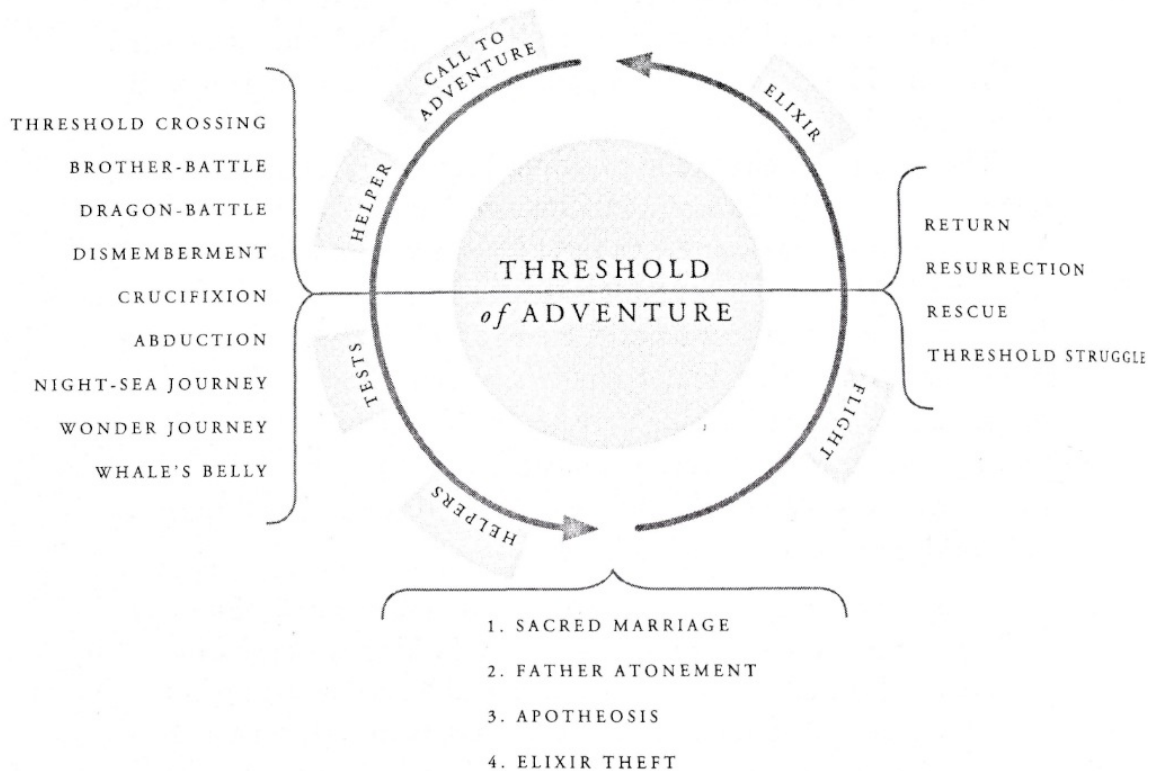 CALL TO
ADVENTURE
ELIXIR
HELPER
THRESHOLD CROSSING
BROTHER-BATTLE
DRAGON-BATTLE
DISMEMBERMENT
CRUCIFIXION
ABDUCTION
NIGHT-SEA JOURNEY
WONDER JOURNEY
WHALE'S BELLY
THRESHOLD
of ADVENTURE
RETURN
RESURRECTION
RESCUE
THRESHOLD STRUGGLE
TESTS
FLIGHT
HELPERS
1. SACRED MARRIAGE
2. FATHER ATONEMENT
3. APOTHEOSIS
4. ELIXIR THEFT